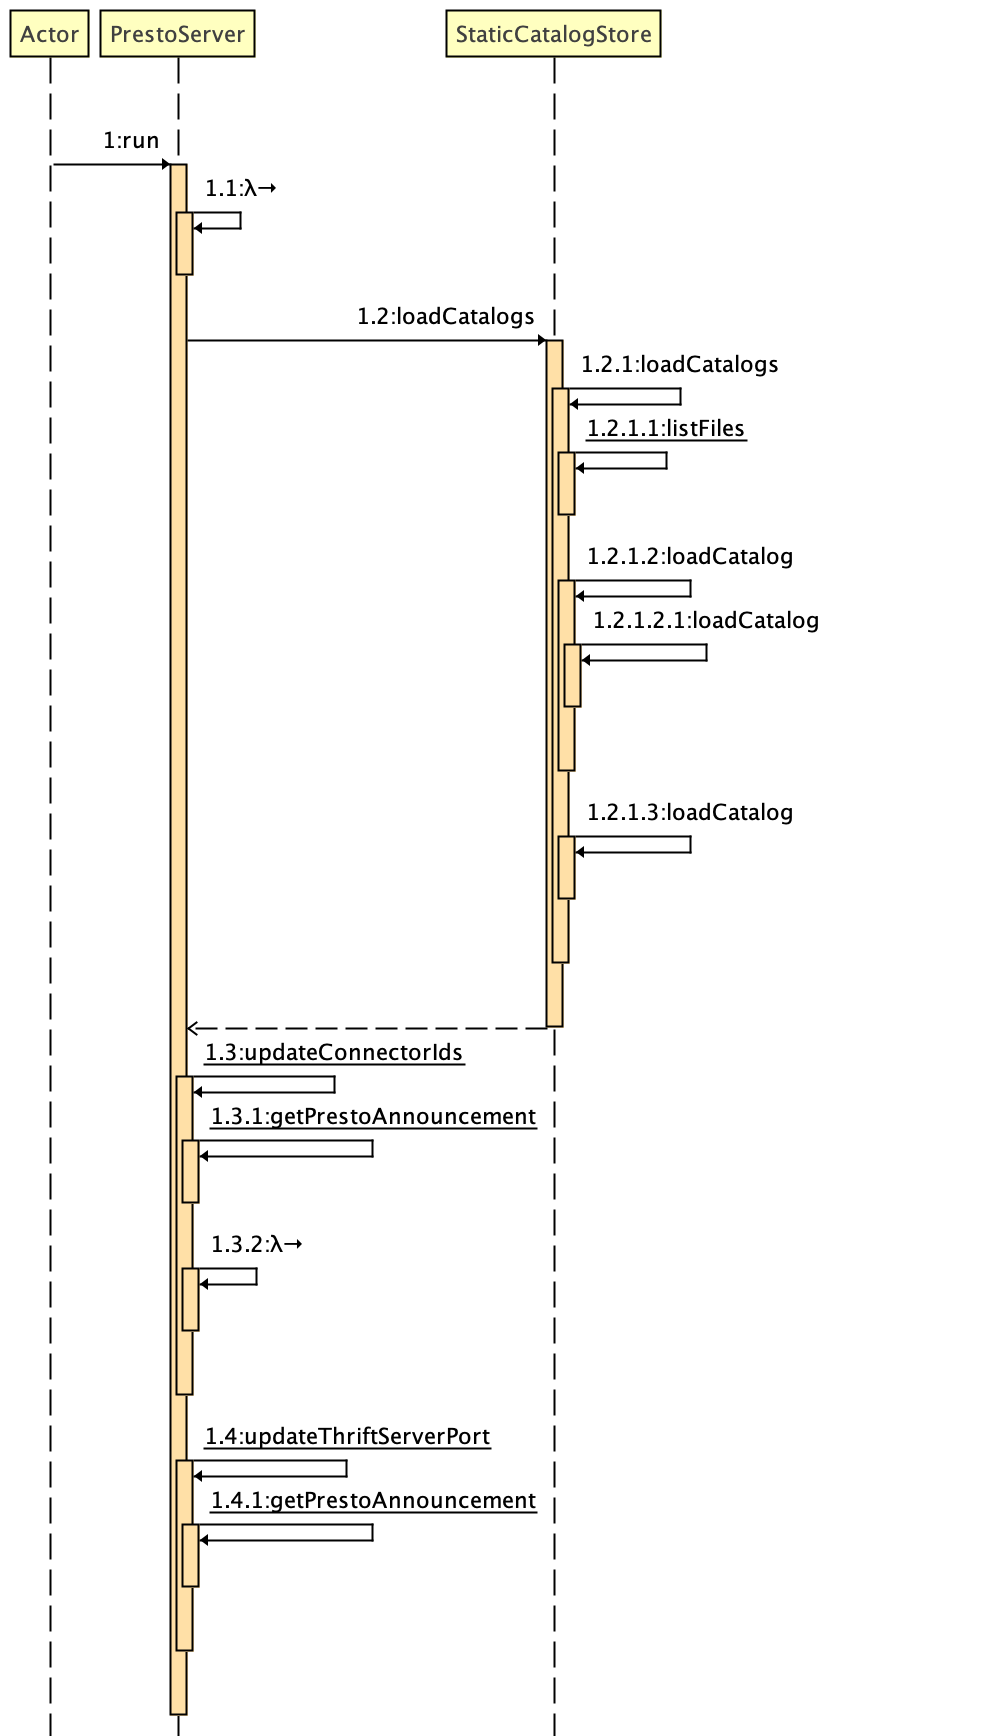 Actor
PrestoServer
StaticCatalogStore
1:run
1.1:λ→
1.2:loadCatalogs
1.2.1:loadCatalogs
1.2.1.1:listFiles
1.2.1.2:loadCatalog
1.2.1.2.1:loadCatalog
1.2.1.3:loadCatalog
1.3:updateConnectorIds
1.3.1:getPrestoAnnouncement
1.3.2:λ→
1.4:updateThriftServerPort
1.4.1:getPrestoAnnouncement